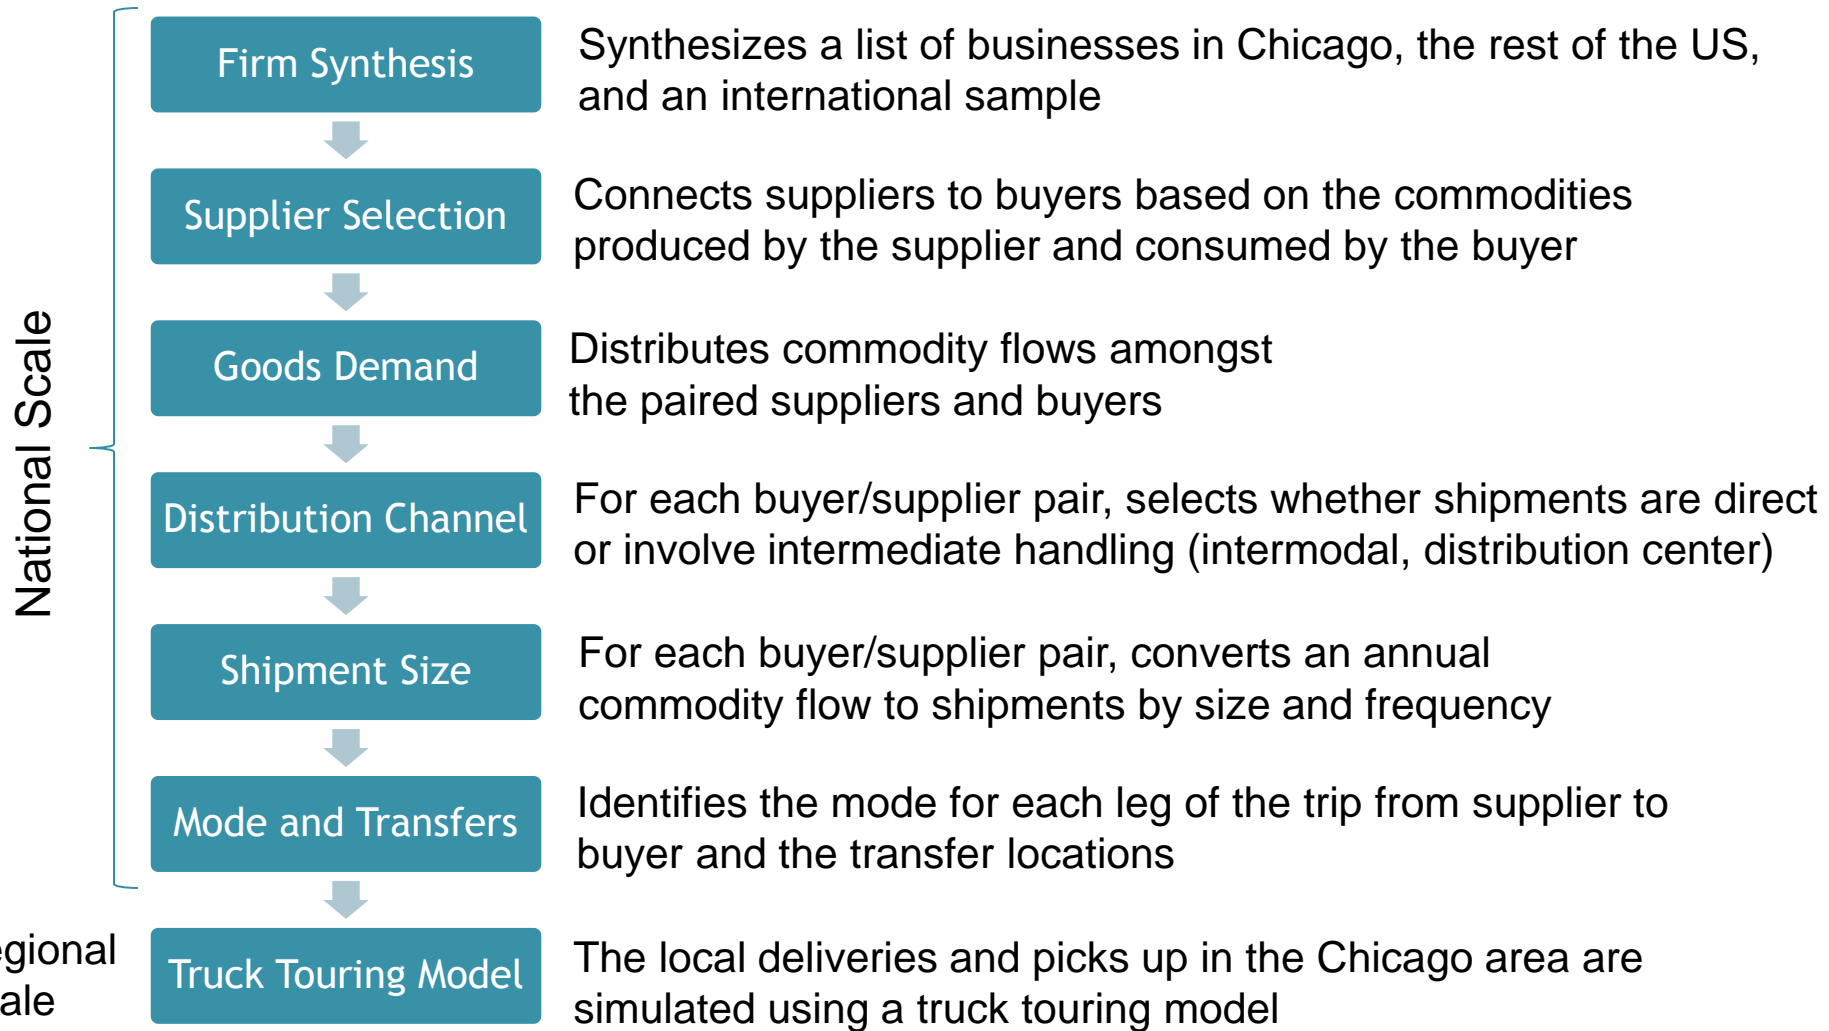 National Scale
Firm Synthesis
Synthesizes a list of businesses in Chicago, the rest of the US,
and an international sample
Supplier Selection
Connects suppliers to buyers based on the commodities
produced by the supplier and consumed by the buyer
Goods Demand
Distributes commodity flows amongst
the paired suppliers and buyers
Distribution Channel
For each buyer/supplier pair, selects whether shipments are direct
or involve intermediate handling (intermodal, distribution center)
Shipment Size
For each buyer/supplier pair, converts an annual
commodity flow to shipments by size and frequency
Mode and Transfers
Identifies the mode for each leg of the trip from supplier to
buyer and the transfer locations
egional
ale
Truck Touring Model
The local deliveries and picks up in the Chicago area are
simulated using a truck touring model